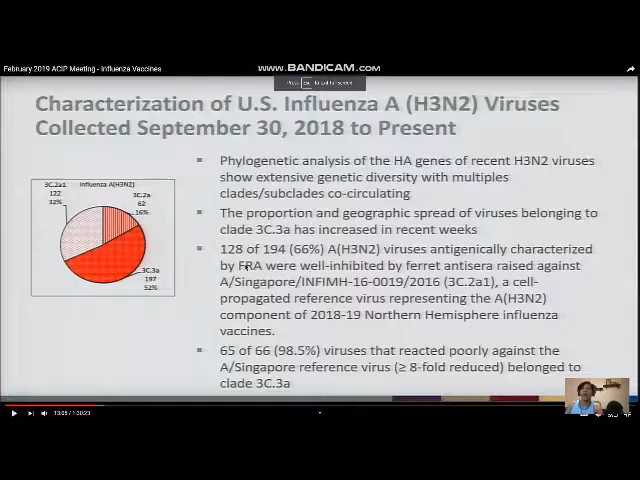 February 2019 ACIP Meeting - Influenza Vaccines
WWW.BANDICAM.COM
Press Esc to exit full screen
Characterization of U.S. Influenza A (H3N2) Viruses
Collected September 30, 2018 to Present
Influenza A(H3N2)
3C.2a1
122
32%
3C.2a
62
16%
3C.3a
197
52%
Phylogenetic analysis of the HA genes of recent H3N2 viruses
show extensive genetic diversity with multiples
clades/subclades co-circulating
The proportion and geographic spread of viruses belonging to
clade 3C.3a has increased in recent weeks
128 of 194 (66%) A(H3N2) viruses antigenically characterized
by FRA were well-inhibited by ferret antisera raised against
A/Singapore/INFIMH-16-0019/2016 (3C.2a1), a cell-
propagated reference virus representing the A(H3N2)
component of 2018-19 Northern Hemisphere influenza
vaccines.
65 of 66 (98.5%) viruses that reacted poorly against the
A/Singapore reference virus (≥ 8-fold reduced) belonged to
clade 3C.3a